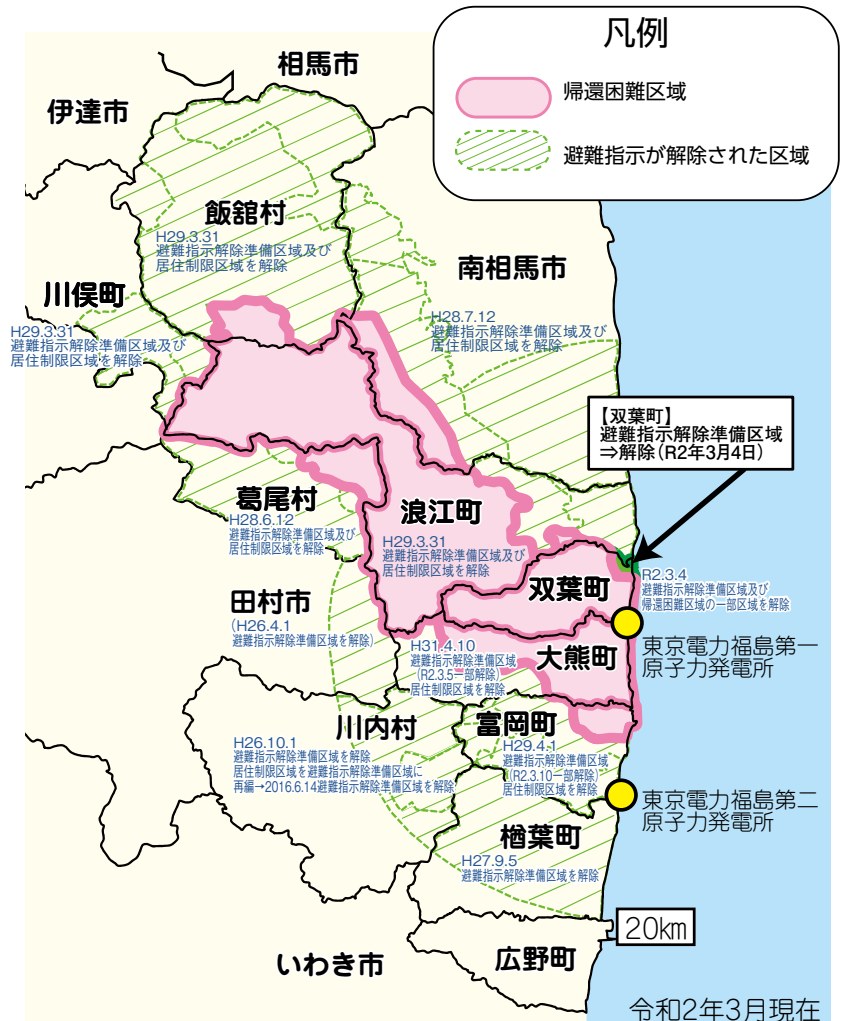 凡例
帰還困難区域
避難指示が解除された区域
相馬市
伊達市
飯舘村
H29.3.31
避難指示解除準備区域及び
居住制限区域を解除
南相馬市
川俣町
H29.3.31
避難指示解除準備区域及び
居住制限区域を解除
H28.7.12
避難指示解除準備区域及び
居住制限区域を解除
【双葉町】
避難指示解除準備区域
⇒解除(R2年3月4日)
葛尾村
H28.6.12
避難指示解除準備区域及び
居住制限区域を解除
浪江町
H29.3.31
避難指示解除準備区域及び
居住制限区域を解除
双葉町
R2.3.4
避難指示解除準備区域及び
帰還困難区域の一部区域を解除
田村市
(H26.4.1
避難指示解除準備区域を解除)
東京電力福島第一
原子力発電所
大熊町
H31.4.10
避難指示解除準備区域
(R2.3.5一部解除)
居住制限区域を解除
川内村
H26.10.1
避難指示解除準備区域を解除
居住制限区域を避難指示解除準備区域に
再編→2016.6.14避難指示解除準備区域を解除
富岡町
H29.4.1
避難指示解除準備区域
(R2.3.10一部解除)
居住制限区域を解除
東京電力福島第二
原子力発電所
楢葉町
H27.9.5
避難指示解除準備区域を解除
20km
いわき市
広野町
令和2年3月現在